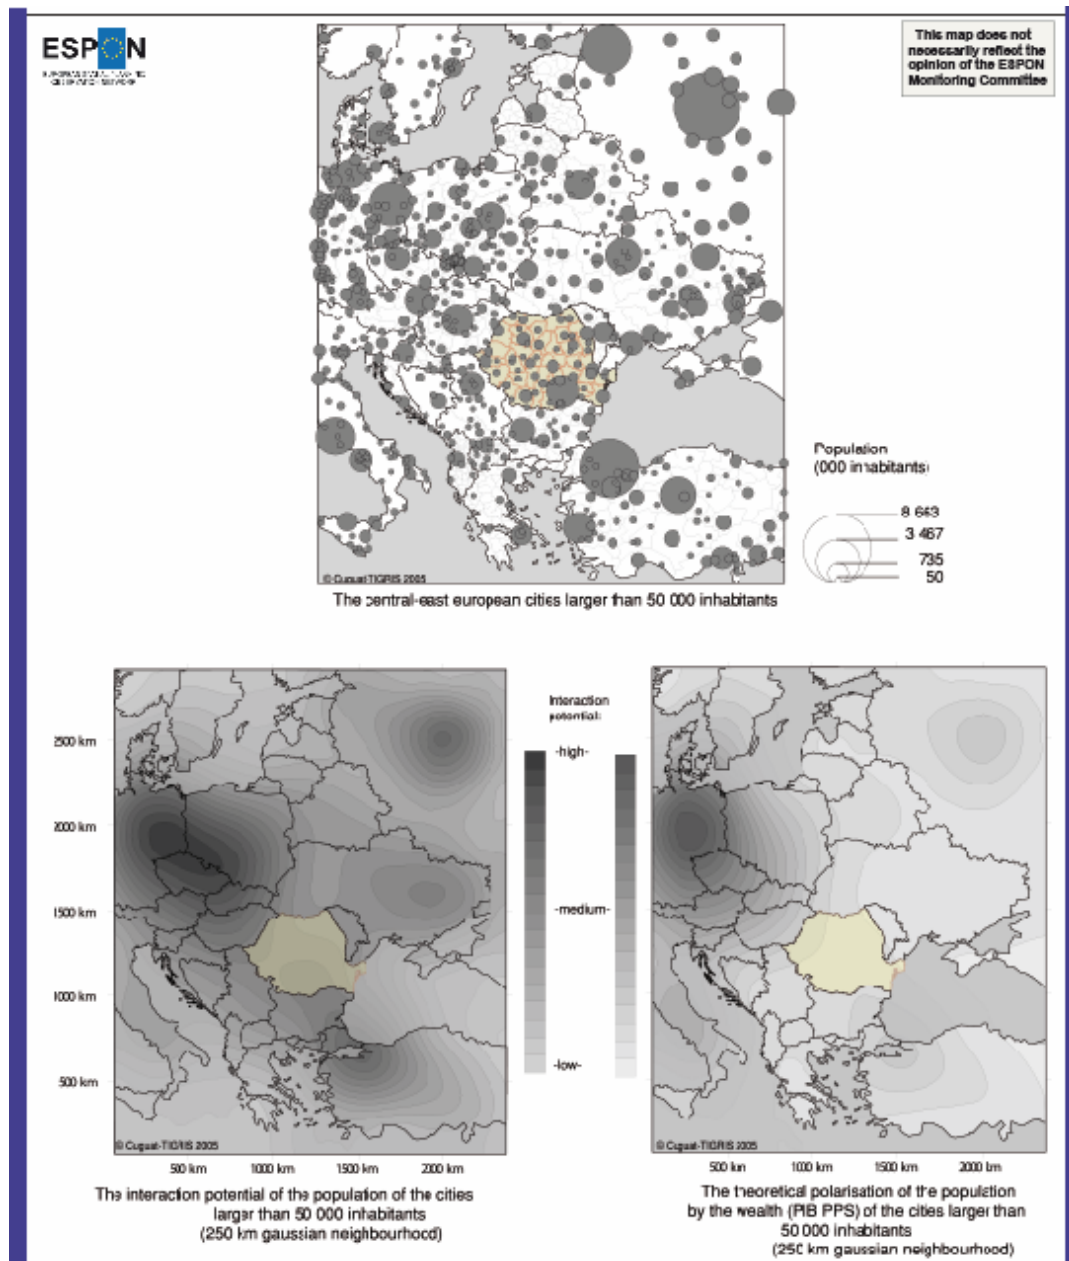 ESPON
This map does not
necessarily reflect the
opinion of the ESPON
Monitoring Committee
Population
(000 inhabitants)
8 663
3 467
735
50
© Cuguat-TIGRIS 2005
The central-east european cities larger than 50 000 inhabitants
Interaction
potential:
-high-
-medium-
-low-
2500 km
2000 km
1500 km
1000 km
500 km
© Cuguat-TIGRIS 2005
500 km
1000 km
1500 km
2000 km
The interaction potential of the population of the cities
larger than 50 000 inhabitants
(250 km gaussian neighbourhood)
© Cuguat-TIGRIS 2005
500 km
1000 km
1500 km
2000 km
The theoretical polarisation of the population
by the wealth (PIB PPS) of the cities larger than
50 000 inhabitants
(250 km gaussian neighbourhood)